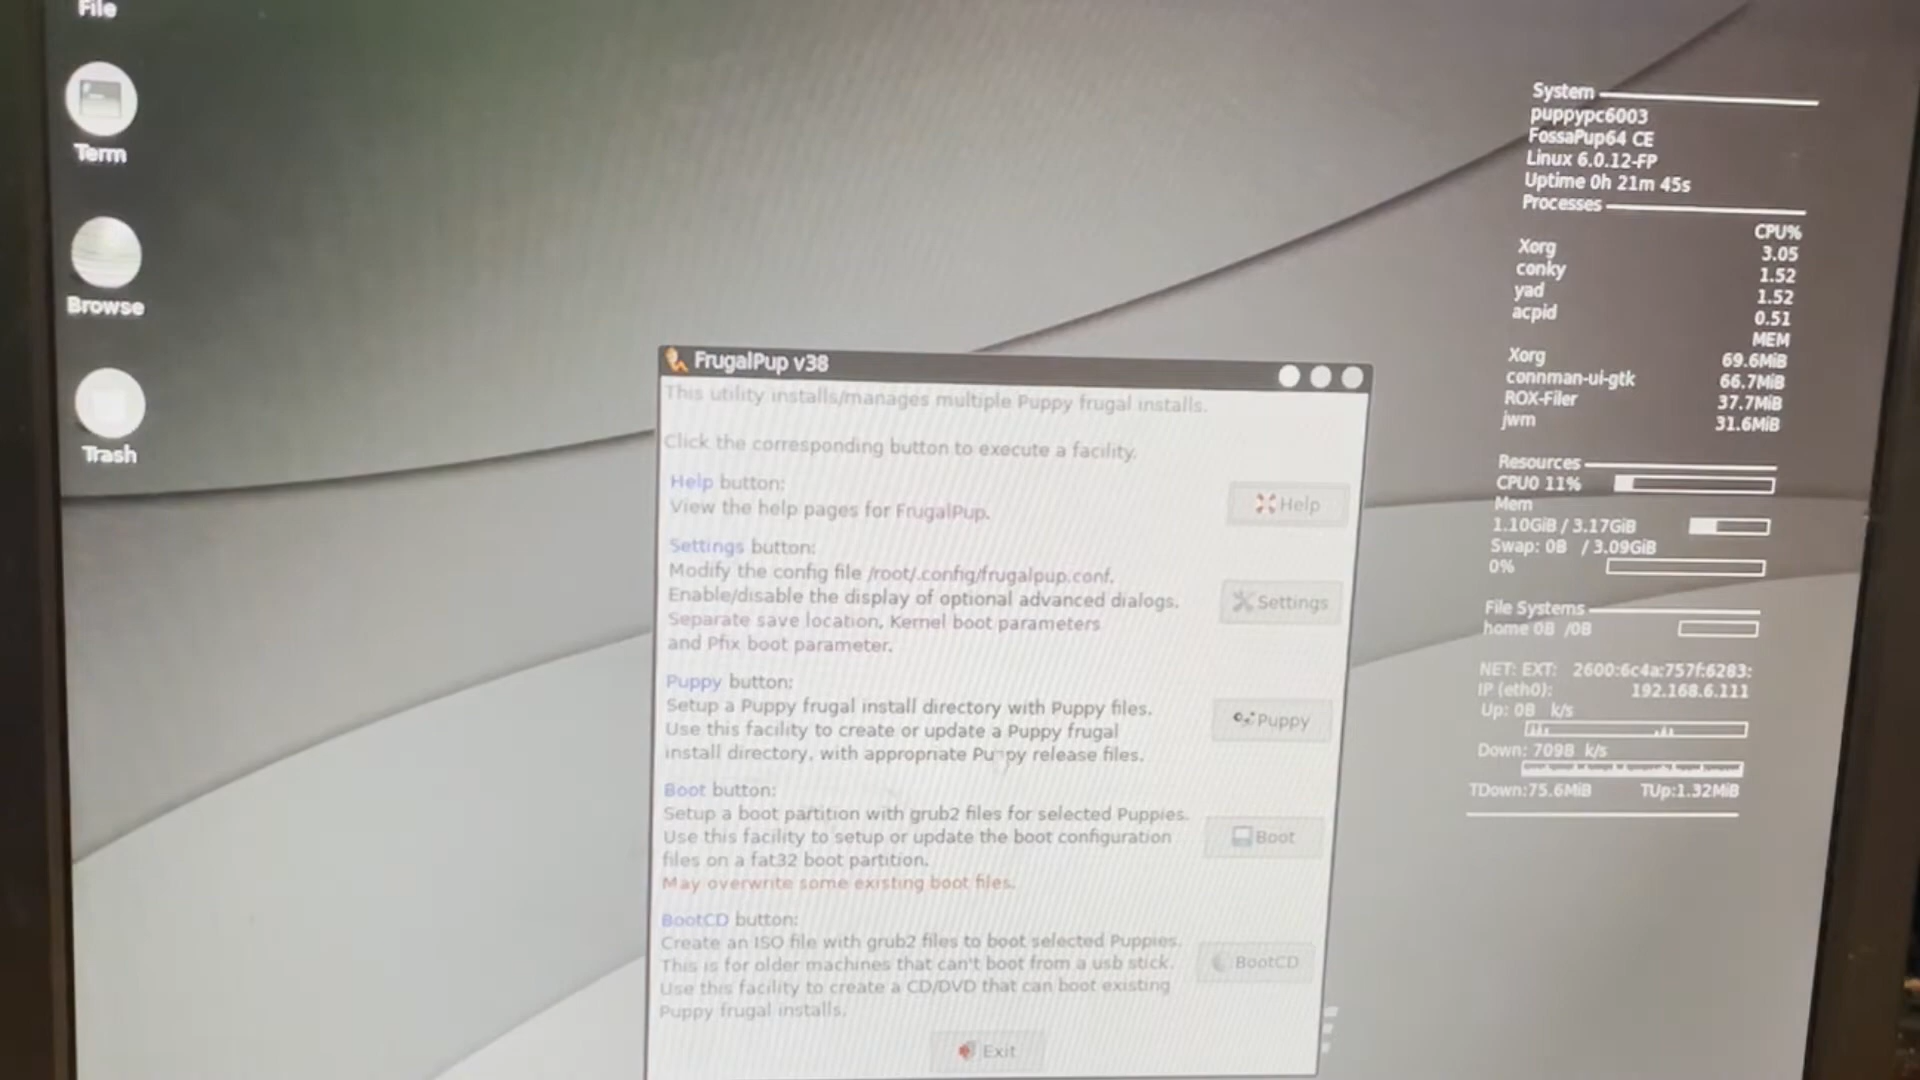 File
Term
Browse
Trash
FrugalPup v38
This utility installs/manages multiple Puppy frugal installs.
Click the corresponding button to execute a facility.
Help button:
View the help pages for FrugalPup.
Help
Settings button:
Modify the config file /root/.config/frugalpup.conf.
Enable/disable the display of optional advanced dialogs.
Separate save location, Kernel boot parameters
and Pfix boot parameter.
Settings
Puppy button:
Setup a Puppy frugal install directory with Puppy files.
Use this facility to create or update a Puppy frugal
install directory, with appropriate Puppy release files.
Puppy
Boot button:
Setup a boot partition with grub2 files for selected Puppies.
Use this facility to setup or update the boot configuration
files on a fat32 boot partition.
May overwrite some existing boot files.
Boot
BootCD button:
Create an ISO file with grub2 files to boot selected Puppies.
This is for older machines that can't boot from a usb stick.
Use this facility to create a CD/DVD that can boot existing
Puppy frugal installs.
BootCD
Exit
System
puppypc6003
FossaPup64 CE
Linux 6.0.12-FP
Uptime 0h 21m 45s
Processes
CPU%
Xorg 3.05
conky 1.52
yad 1.52
acpid 0.51
MEM
Xorg 69.6MiB
connman-ui-gtk 66.7MiB
ROX-Filer 37.7MiB
jwm 31.6MiB
Resources
CPU0 11%
Mem
1.10GiB / 3.17GiB
Swap: 0B / 3.09GiB
0%
File Systems
home 0B /0B
NET: EXT: 2600:6c4a:757f:6283:
IP (eth0): 192.168.6.111
Up: 0B k/s
Down: 709B k/s
TDown:75.6MiB TUp:1.32MiB